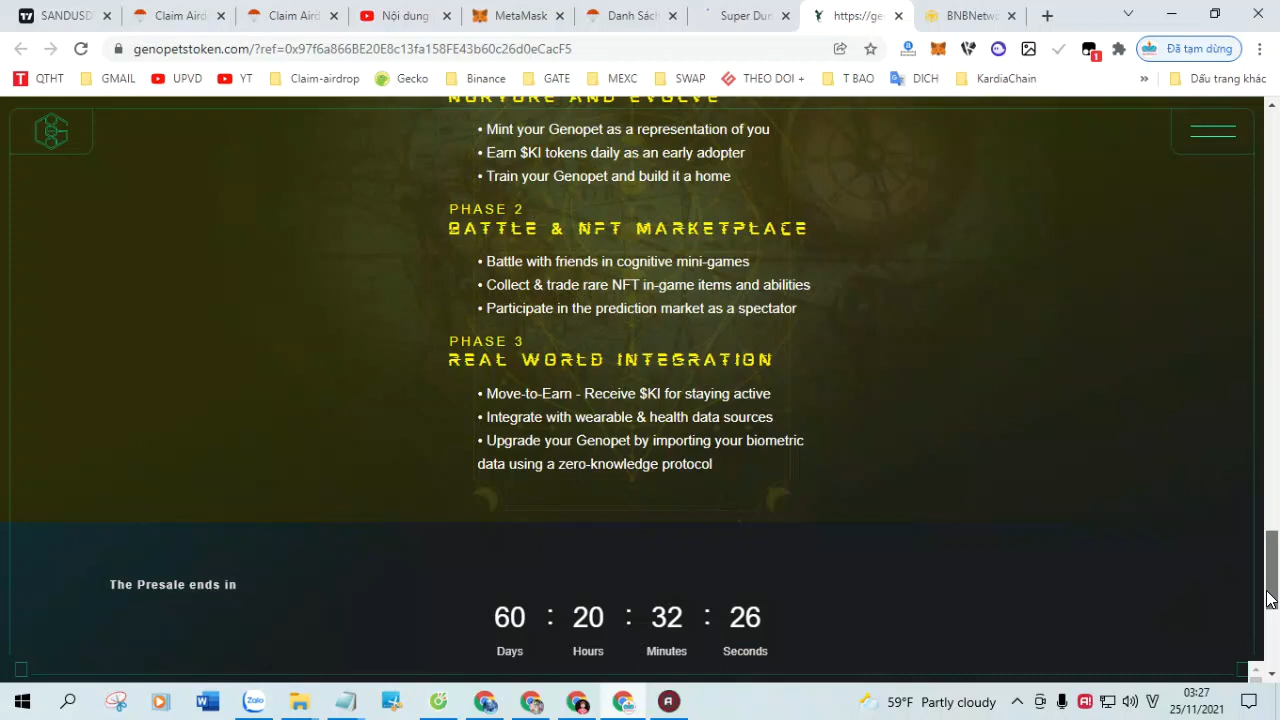 SANDUSD
Claim Aird
Claim Aird
Nội dung
MetaMask
Danh Sách
Super Dun
https://ge
BNBNetwo
genopetstoken.com/?ref=0x97f6a866BE20E8c13fa158FE43b60c26d0eCacF5
1
Đã tạm dừng
QTHT
GMAIL
UPVD
YT
Claim-airdrop
Gecko
Binance
GATE
MEXC
SWAP
THEO DOI +
T BAO
DICH
KardiaChain
»
Dấu trang khác
NURTURE AND EVOLVE
• Mint your Genopet as a representation of you
• Earn $KI tokens daily as an early adopter
• Train your Genopet and build it a home
PHASE 2
BATTLE & NFT MARKETPLACE
• Battle with friends in cognitive mini-games
• Collect & trade rare NFT in-game items and abilities
• Participate in the prediction market as a spectator
PHASE 3
REAL WORLD INTEGRATION
• Move-to-Earn - Receive $KI for staying active
• Integrate with wearable & health data sources
• Upgrade your Genopet by importing your biometric
data using a zero-knowledge protocol
The Presale ends in
60 : 20 : 32 : 26
Days Hours Minutes Seconds
Zalo
59°F Partly cloudy
03:27
25/11/2021